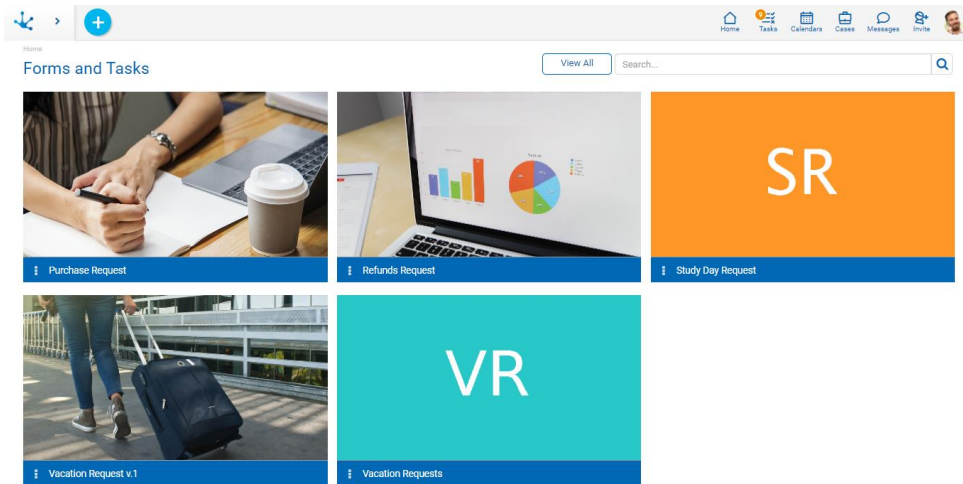 Home
Tasks
Calendars
Cases
Messages
Invite
Home
Forms and Tasks
View All
Search...
Purchase Request
Refunds Request
SR
Study Day Request
Vacation Request v.1
VR
Vacation Requests